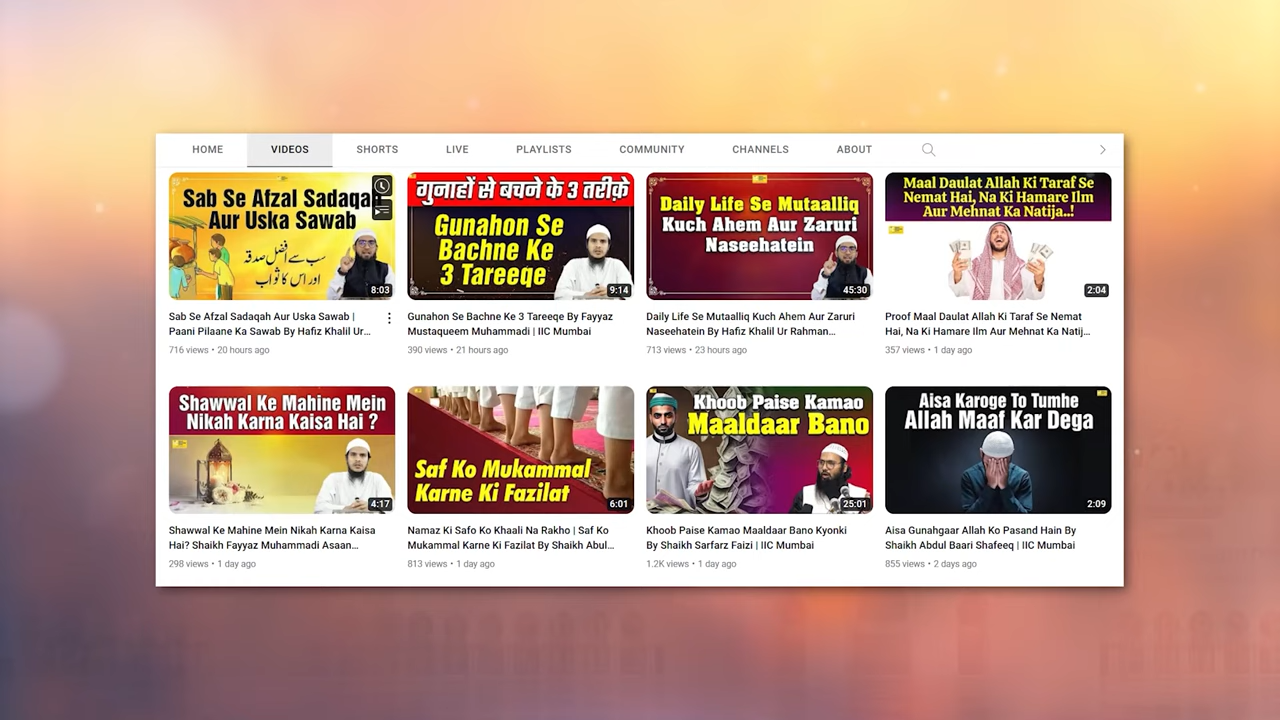 HOME VIDEOS SHORTS LIVE PLAYLISTS COMMUNITY CHANNELS ABOUT
Sab Se Afzal Sadaqah
Aur Uska Sawab
سب سے افضل صدقہ
اور اس کا ثواب
8:03
गुनाहों से बचने के 3 तरीक़े
Gunahon Se
Bachne Ke
3 Tareeqe
9:14
Daily Life Se Mutaalliq
Kuch Ahem Aur Zaruri
Naseehatein
45:30
Maal Daulat Allah Ki Taraf Se
Nemat Hai, Na Ki Hamare Ilm
Aur Mehnat Ka Natija..!
2:04
Sab Se Afzal Sadaqah Aur Uska Sawab |
Paani Pilaane Ka Sawab By Hafiz Khalil Ur...
716 views • 20 hours ago
Gunahon Se Bachne Ke 3 Tareeqe By Fayyaz
Mustaqueem Muhammadi | IIC Mumbai
390 views • 21 hours ago
Daily Life Se Mutaalliq Kuch Ahem Aur Zaruri
Naseehatein By Hafiz Khalil Ur Rahman...
713 views • 23 hours ago
Proof Maal Daulat Allah Ki Taraf Se Nemat
Hai, Na Ki Hamare Ilm Aur Mehnat Ka Natij...
357 views • 1 day ago
Shawwal Ke Mahine Mein
Nikah Karna Kaisa Hai ?
4:17
Saf Ko Mukammal
Karne Ki Fazilat
6:01
Khoob Paise Kamao
Maaldaar Bano
25:01
Aisa Karoge To Tumhe
Allah Maaf Kar Dega
2:09
Shawwal Ke Mahine Mein Nikah Karna Kaisa
Hai? Shaikh Fayyaz Muhammadi Asaan...
298 views • 1 day ago
Namaz Ki Safo Ko Khaali Na Rakho | Saf Ko
Mukammal Karne Ki Fazilat By Shaikh Abul...
813 views • 1 day ago
Khoob Paise Kamao Maaldaar Bano Kyonki
By Shaikh Sarfarz Faizi | IIC Mumbai
1.2K views • 1 day ago
Aisa Gunahgaar Allah Ko Pasand Hain By
Shaikh Abdul Baari Shafeeq | IIC Mumbai
855 views • 2 days ago